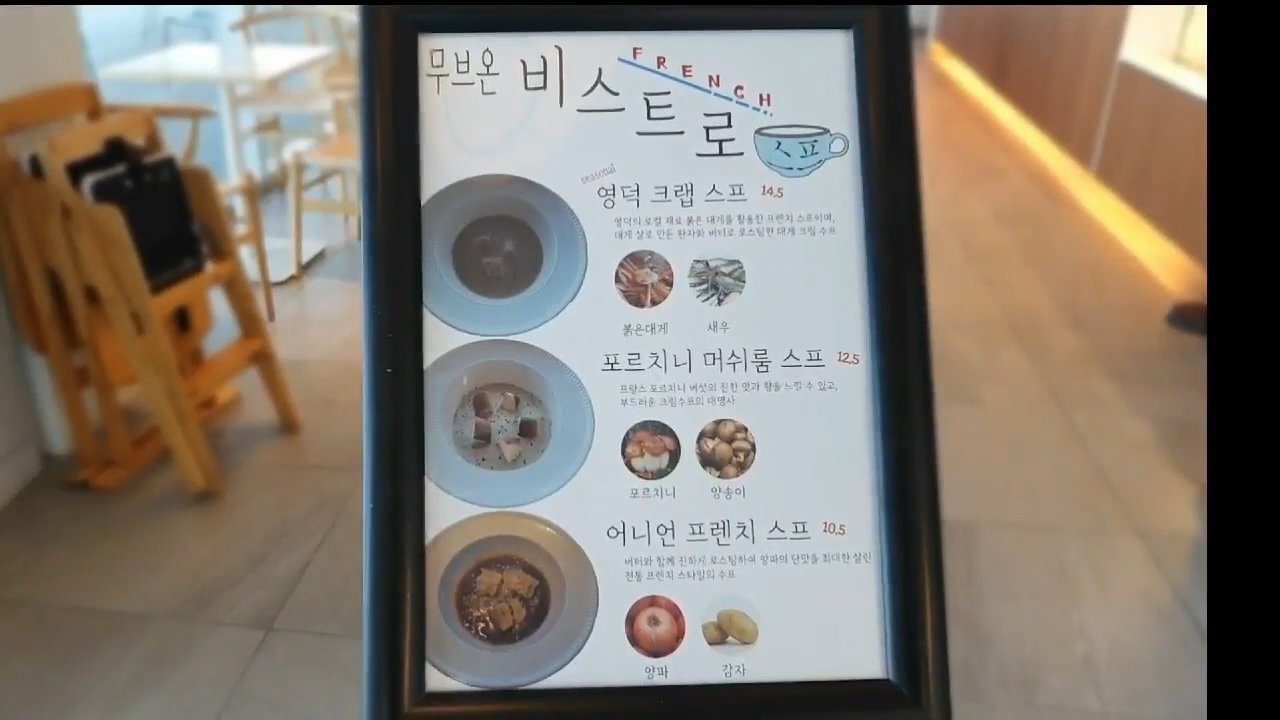 무브온 비스트로
FRENCH
스프
seasonal
영덕 크랩 스프 14.5
영덕의 로컬 재료 붉은 대게를 활용한 프렌치 스프이며,
대게 살로 만든 완자와 버터로 로스팅한 대게 크림 수프
붉은대게 새우
포르치니 머쉬룸 스프 12.5
프랑스 포르치니 버섯의 진한 맛과 향을 느낄 수 있고,
부드러운 크림수프의 대명사
포르치니 양송이
어니언 프렌치 스프 10.5
버터와 함께 진하게 로스팅하여 양파의 단맛을 최대한 살린
전통 프렌치 스타일의 수프
양파 감자